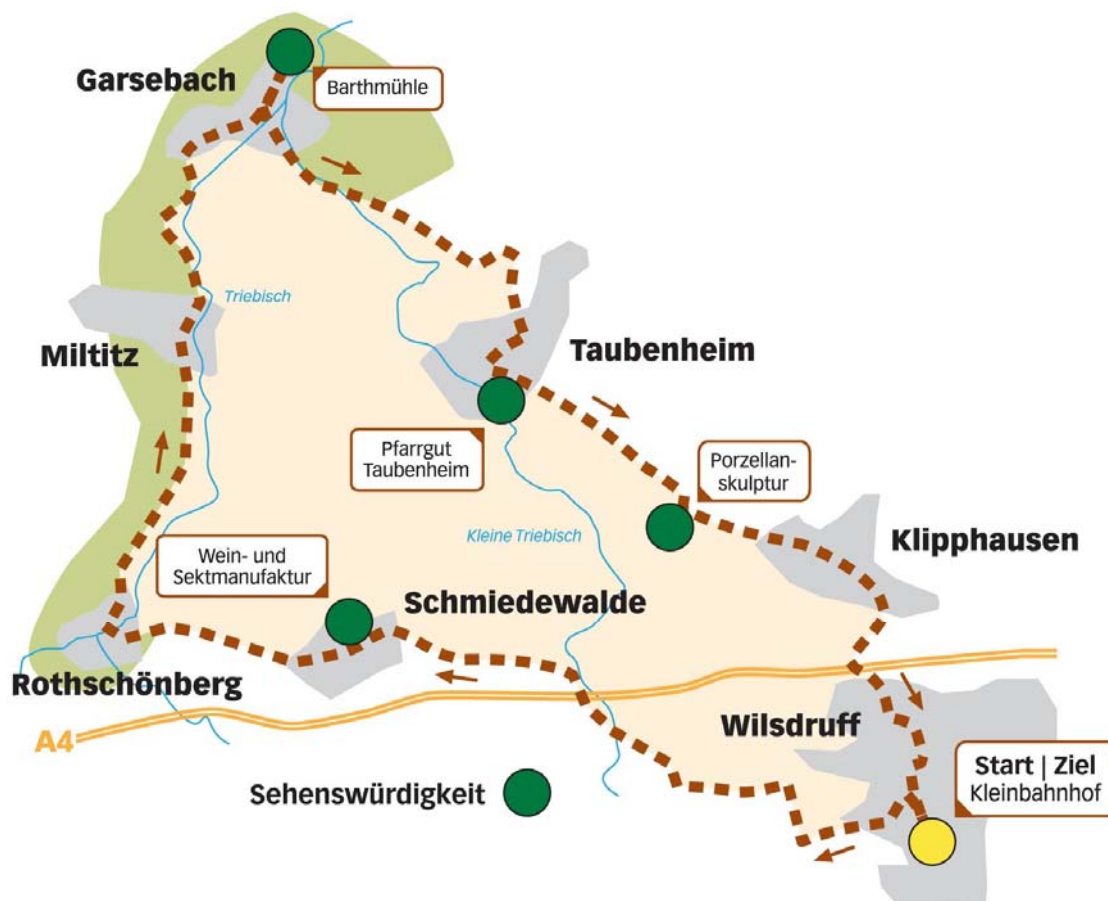 Garsebach
Barthmühle
Triebisch
Miltitz
Taubenheim
Pfarrgut
Taubenheim
Porzellan-
skulptur
Kleine Triebisch
Klipphausen
Wein- und
Sektmanufaktur
Schmiedewalde
Rothschönberg
A4
Wilsdruff
Start | Ziel
Kleinbahnhof
Sehenswürdigkeit